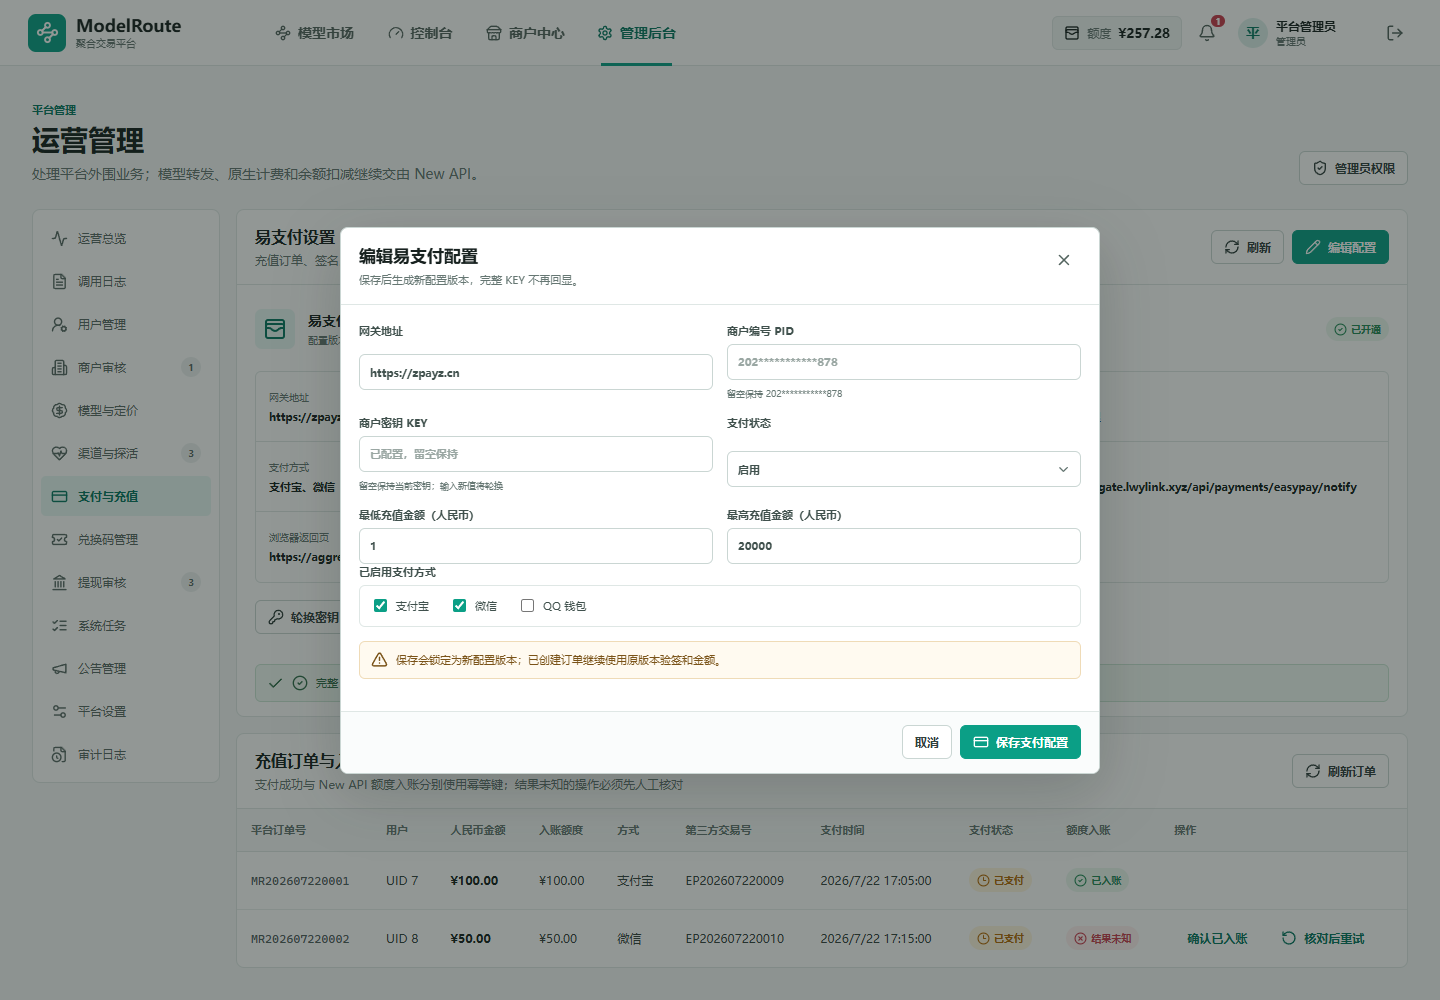 ModelRoute
聚合交易平台
模型市场
控制台
商户中心
管理后台
额度 ¥257.28
1
平
平台管理员
管理员
平台管理
运营管理
处理平台外围业务；模型转发、原生计费和余额扣减继续交由 New API。
管理员权限
运营总览
调用日志
用户管理
商户审核 1
模型与定价
渠道与探活 3
支付与充值
兑换码管理
提现审核 3
系统任务
公告管理
平台设置
审计日志
易支付设置
充值订单、签名
刷新
编辑配置
易支付
配置版
已开通
网关地址
https://zpayz
支付方式
支付宝、微信
gate.lwylink.xyz/api/payments/easypay/notify
浏览器返回页
https://aggre
轮换密钥
完整
编辑易支付配置
保存后生成新配置版本，完整 KEY 不再回显。
网关地址
https://zpayz.cn
商户编号 PID
202***********878
留空保持 202***********878
商户密钥 KEY
已配置，留空保持
留空保持当前密钥；输入新值将轮换
支付状态
启用
最低充值金额（人民币）
1
最高充值金额（人民币）
20000
已启用支付方式
支付宝
微信
QQ 钱包
保存会锁定为新配置版本；已创建订单继续使用原版本验签和金额。
取消
保存支付配置
充值订单与
支付成功与 New API 额度入账分别使用幂等键；结果未知的操作必须先人工核对
刷新订单
平台订单号 用户 人民币金额 入账额度 方式 第三方交易号 支付时间 支付状态 额度入账 操作
MR202607220001 UID 7 ¥100.00 ¥100.00 支付宝 EP202607220009 2026/7/22 17:05:00 已支付 已入账
MR202607220002 UID 8 ¥50.00 ¥50.00 微信 EP202607220010 2026/7/22 17:15:00 已支付 结果未知 确认已入账 核对后重试